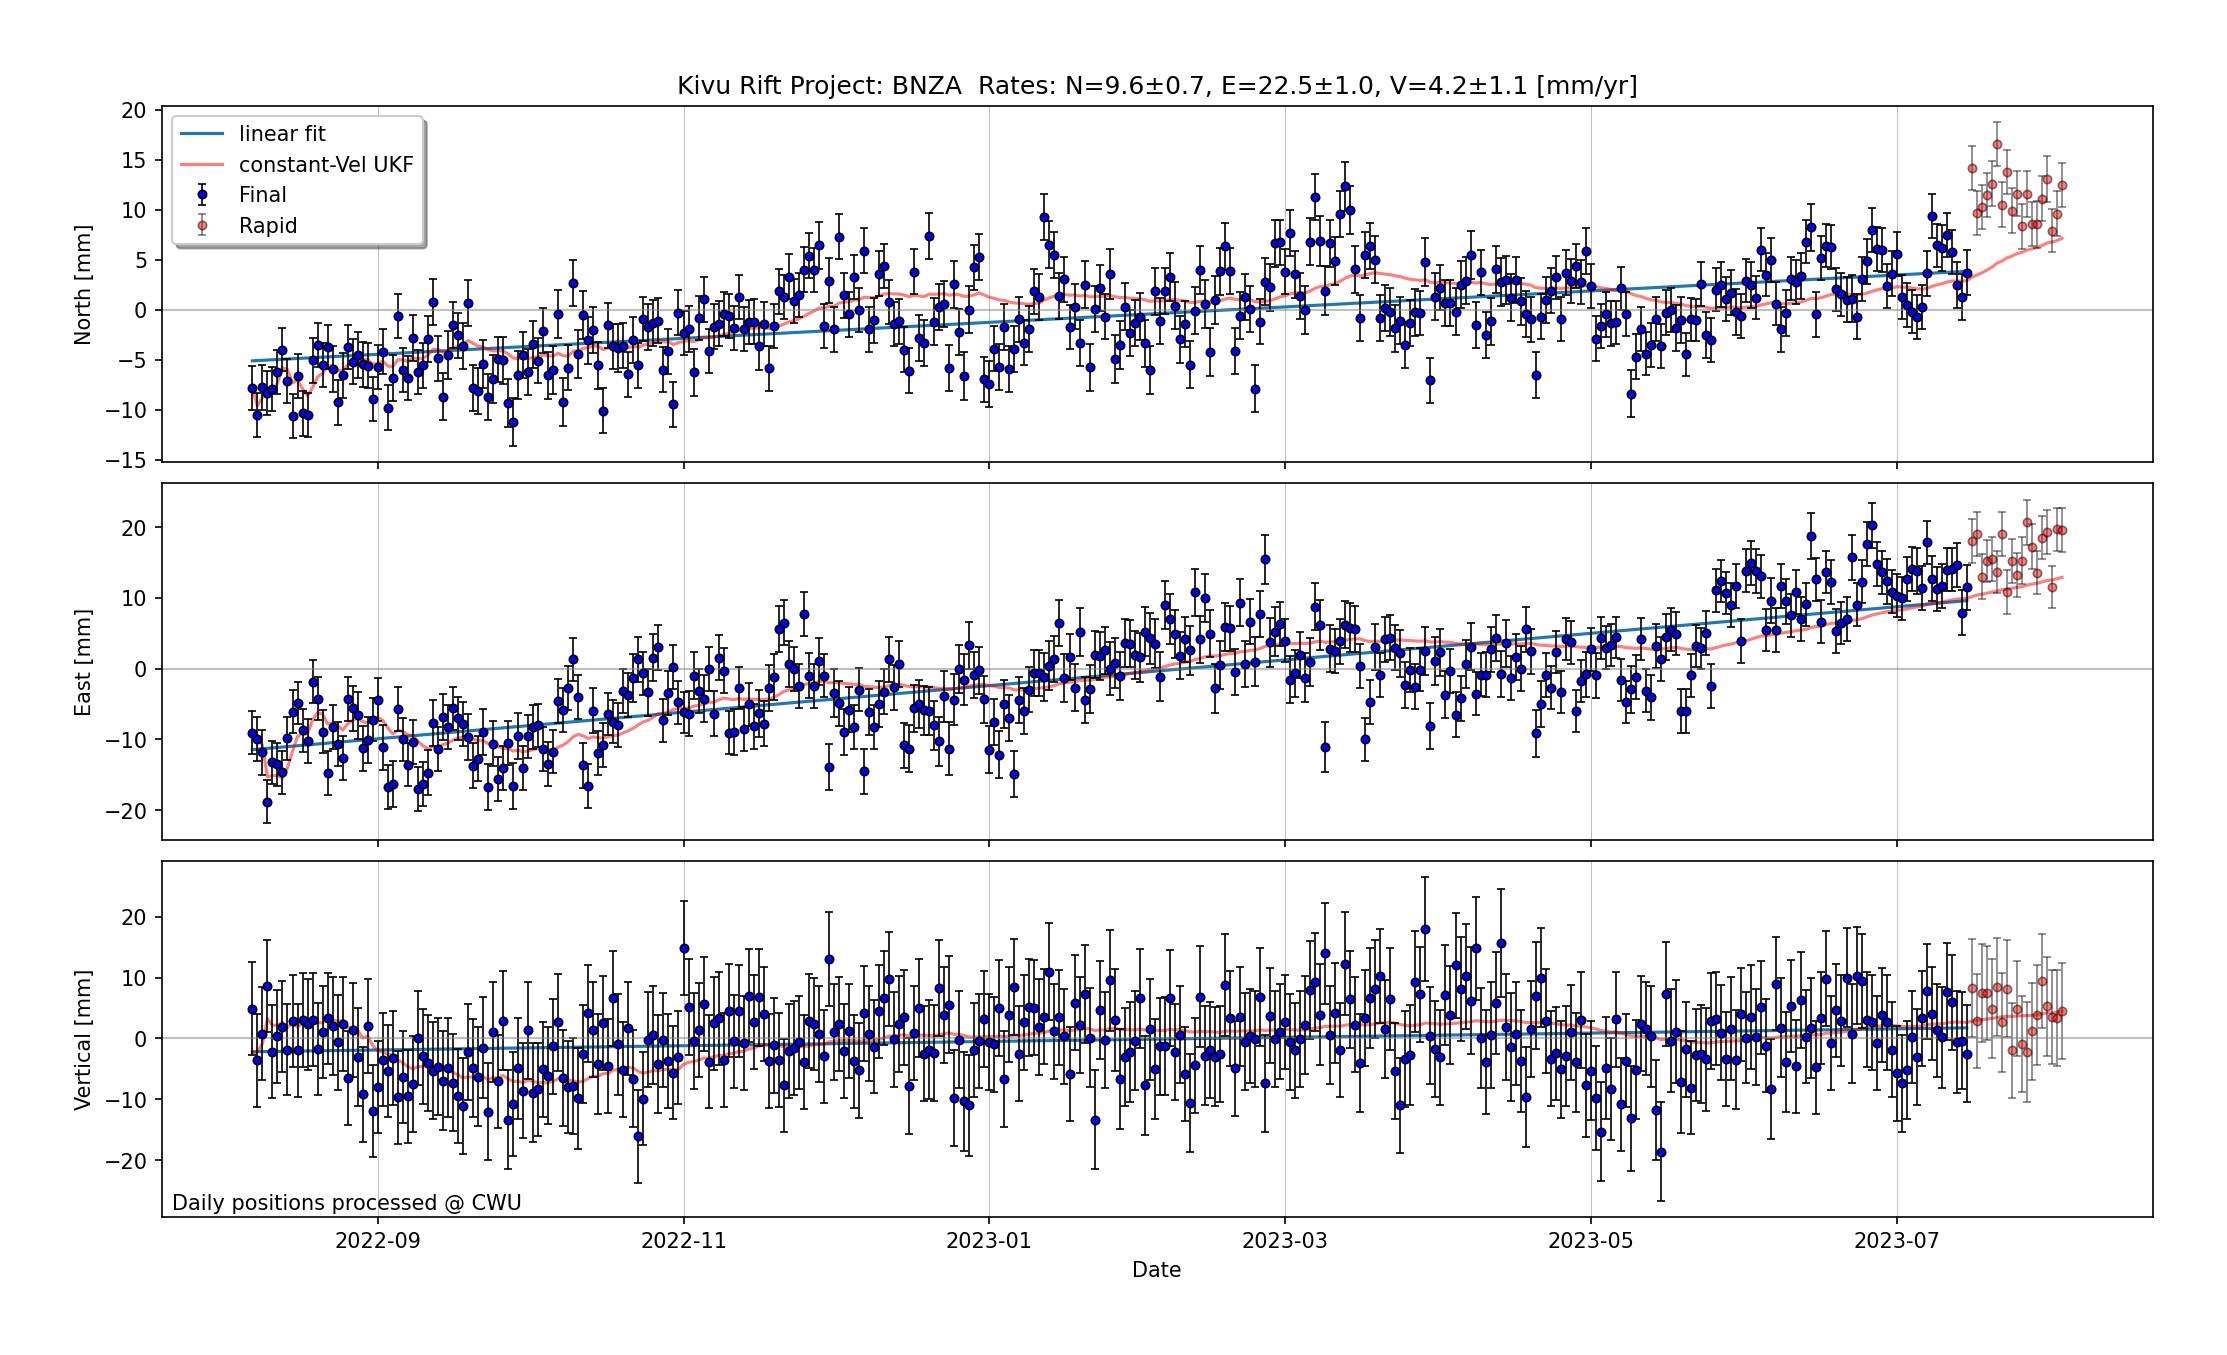 Kivu Rift Project: BNZA  Rates: N=9.6±0.7, E=22.5±1.0, V=4.2±1.1 [mm/yr]
20
15
10
5
0
−5
−10
−15
North [mm]
linear fit
constant-Vel UKF
Final
Rapid
20
10
0
−10
−20
East [mm]
20
10
0
−10
−20
Vertical [mm]
Daily positions processed @ CWU
2022-09 2022-11 2023-01 2023-03 2023-05 2023-07
Date